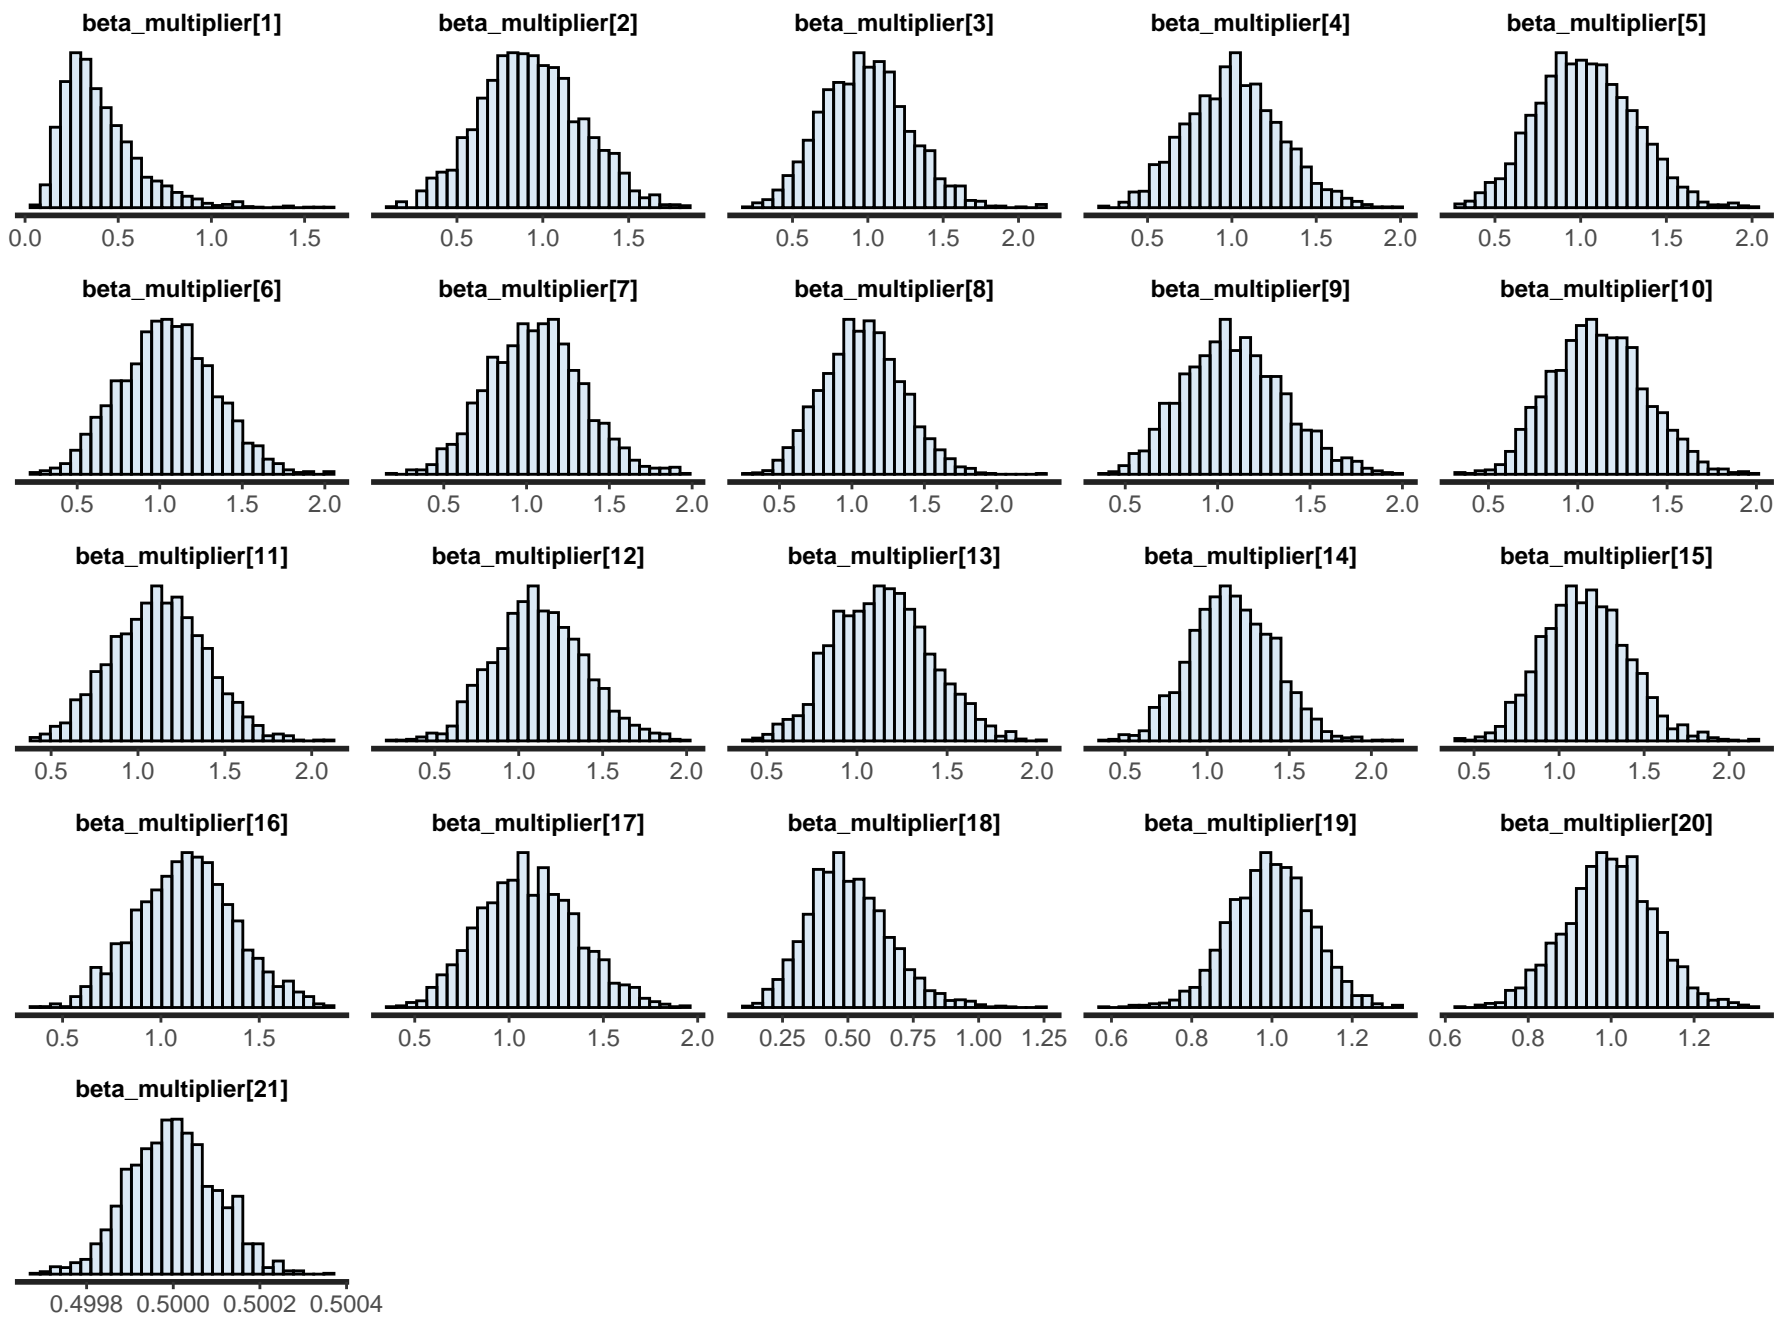 beta_multiplier[1] beta_multiplier[2] beta_multiplier[3] beta_multiplier[4] beta_multiplier[5]
0.0 0.5 1.0 1.5 0.5 1.0 1.5 0.5 1.0 1.5 2.0 0.5 1.0 1.5 2.0 0.5 1.0 1.5 2.0
beta_multiplier[6] beta_multiplier[7] beta_multiplier[8] beta_multiplier[9] beta_multiplier[10]
0.5 1.0 1.5 2.0 0.5 1.0 1.5 2.0 0.5 1.0 1.5 2.0 0.5 1.0 1.5 2.0 0.5 1.0 1.5 2.0
beta_multiplier[11] beta_multiplier[12] beta_multiplier[13] beta_multiplier[14] beta_multiplier[15]
0.5 1.0 1.5 2.0 0.5 1.0 1.5 2.0 0.5 1.0 1.5 2.0 0.5 1.0 1.5 2.0 0.5 1.0 1.5 2.0
beta_multiplier[16] beta_multiplier[17] beta_multiplier[18] beta_multiplier[19] beta_multiplier[20]
0.5 1.0 1.5 0.5 1.0 1.5 2.0 0.25 0.50 0.75 1.00 1.25 0.6 0.8 1.0 1.2 0.6 0.8 1.0 1.2
beta_multiplier[21]
0.4998 0.5000 0.5002 0.5004